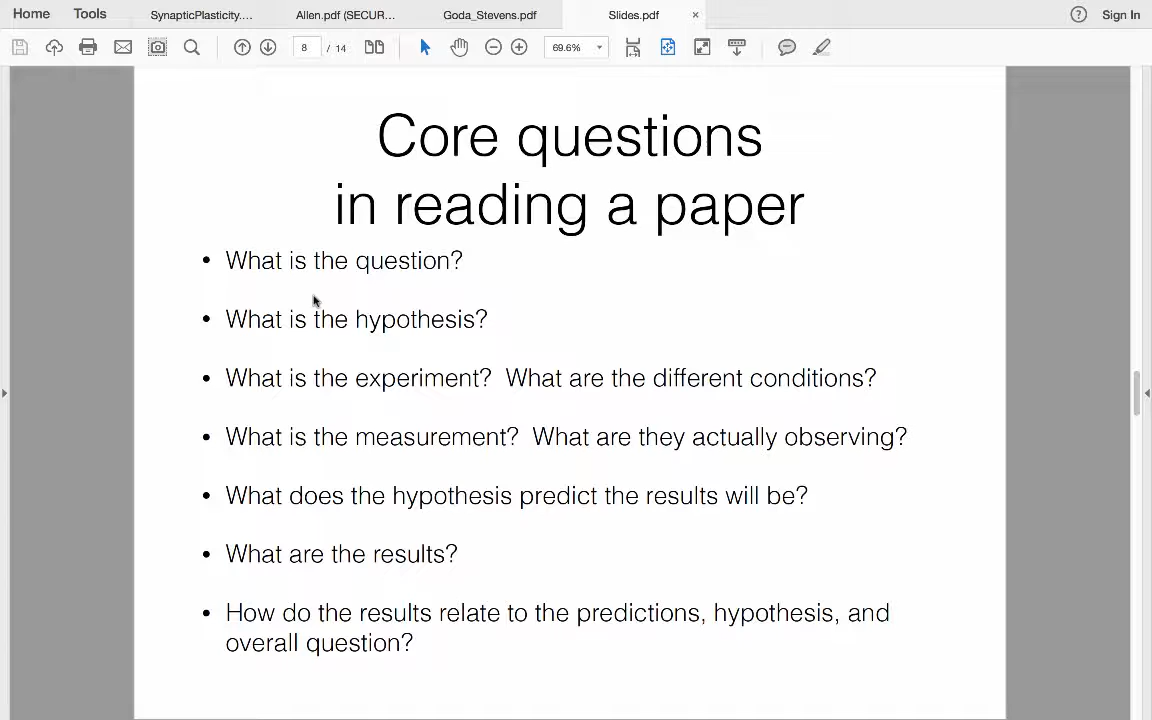 Home Tools SynapticPlasticity.... Allen.pdf (SECUR... Goda_Stevens.pdf Slides.pdf × ? Sign In
8 / 14 69.6%
Core questions
in reading a paper
• What is the question?
• What is the hypothesis?
• What is the experiment? What are the different conditions?
• What is the measurement? What are they actually observing?
• What does the hypothesis predict the results will be?
• What are the results?
• How do the results relate to the predictions, hypothesis, and
overall question?